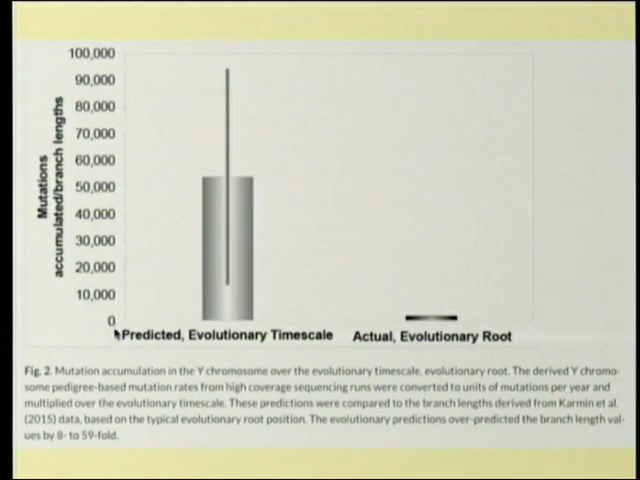 100,000
90,000
80,000
70,000
60,000
50,000
40,000
30,000
20,000
10,000
0
Mutations
accumulated/branch lengths
Predicted, Evolutionary Timescale
Actual, Evolutionary Root
Fig. 2. Mutation accumulation in the Y chromosome over the evolutionary timescale, evolutionary root. The derived Y chromo-
some pedigree-based mutation rates from high coverage sequencing runs were converted to units of mutations per year and
multiplied over the evolutionary timescale. These predictions were compared to the branch lengths derived from Karmin et al.
(2015) data, based on the typical evolutionary root position. The evolutionary predictions over-predicted the branch length val-
ues by 8- to 59-fold.